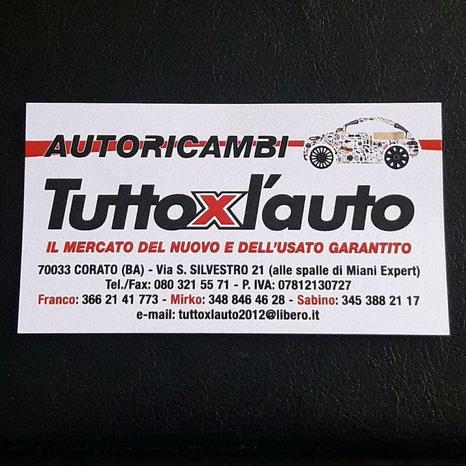 AUTORICAMBI
Tuttoxl'auto
IL MERCATO DEL NUOVO E DELL'USATO GARANTITO
70033 CORATO (BA) - Via S. SILVESTRO 21 (alle spalle di Miani Expert)
Tel./Fax: 080 321 55 71 - P. IVA: 07812130727
Franco: 366 21 41 773 - Mirko: 348 846 46 28 - Sabino: 345 388 21 17
e-mail: tuttoxlauto2012@libero.it